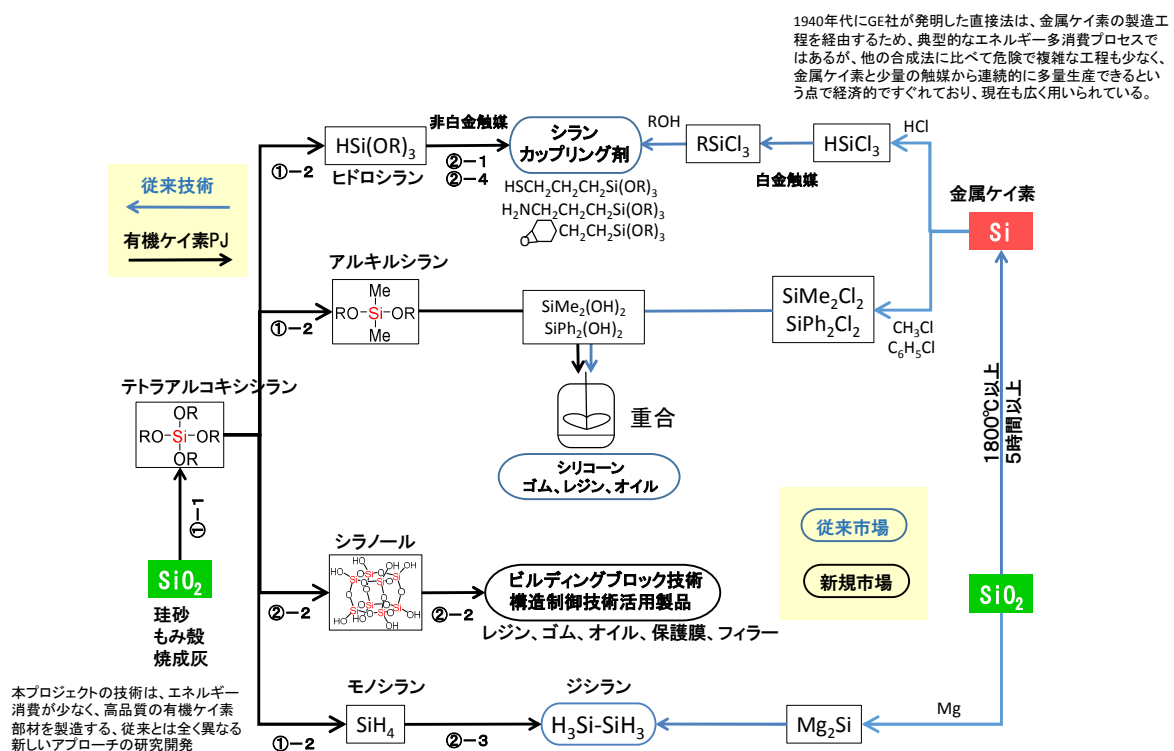 1940年代にGE社が発明した直接法は、金属ケイ素の製造工
程を経由するため、典型的なエネルギー多消費プロセスで
はあるが、他の合成法に比べて危険で複雑な工程も少なく、
金属ケイ素と少量の触媒から連続的に多量生産できるとい
う点で経済的ですぐれており、現在も広く用いられている。
従来技術
有機ケイ素PJ
①-2
HSi(OR)3
ヒドロシラン
非白金触媒
②-1
②-4
シラン
カップリング剤
HSCH2CH2CH2Si(OR)3
H2NCH2CH2CH2Si(OR)3
O
CH2CH2Si(OR)3
ROH
RSiCl3
白金触媒
HSiCl3
HCl
金属ケイ素
Si
アルキルシラン
①-2
Me
RO-Si-OR
Me
SiMe2(OH)2
SiPh2(OH)2
SiMe2Cl2
SiPh2Cl2
CH3Cl
C6H5Cl
重合
シリコーン
ゴム、レジン、オイル
1800℃以上
5時間以上
テトラアルコキシシラン
OR
RO-Si-OR
OR
①-1
SiO2
珪砂
もみ殻
焼成灰
シラノール
②-2
OH
HO
OH
HO
Si
Si
Si
Si
O
O
O
O
Si
Si
Si
Si
HO
OH
HO
OH
②-2
ビルディングブロック技術
構造制御技術活用製品
レジン、ゴム、オイル、保護膜、フィラー
従来市場
新規市場
SiO2
本プロジェクトの技術は、エネルギー
消費が少なく、高品質の有機ケイ素
部材を製造する、従来とは全く異なる
新しいアプローチの研究開発
①-2
モノシラン
SiH4
②-3
ジシラン
H3Si-SiH3
Mg2Si
Mg